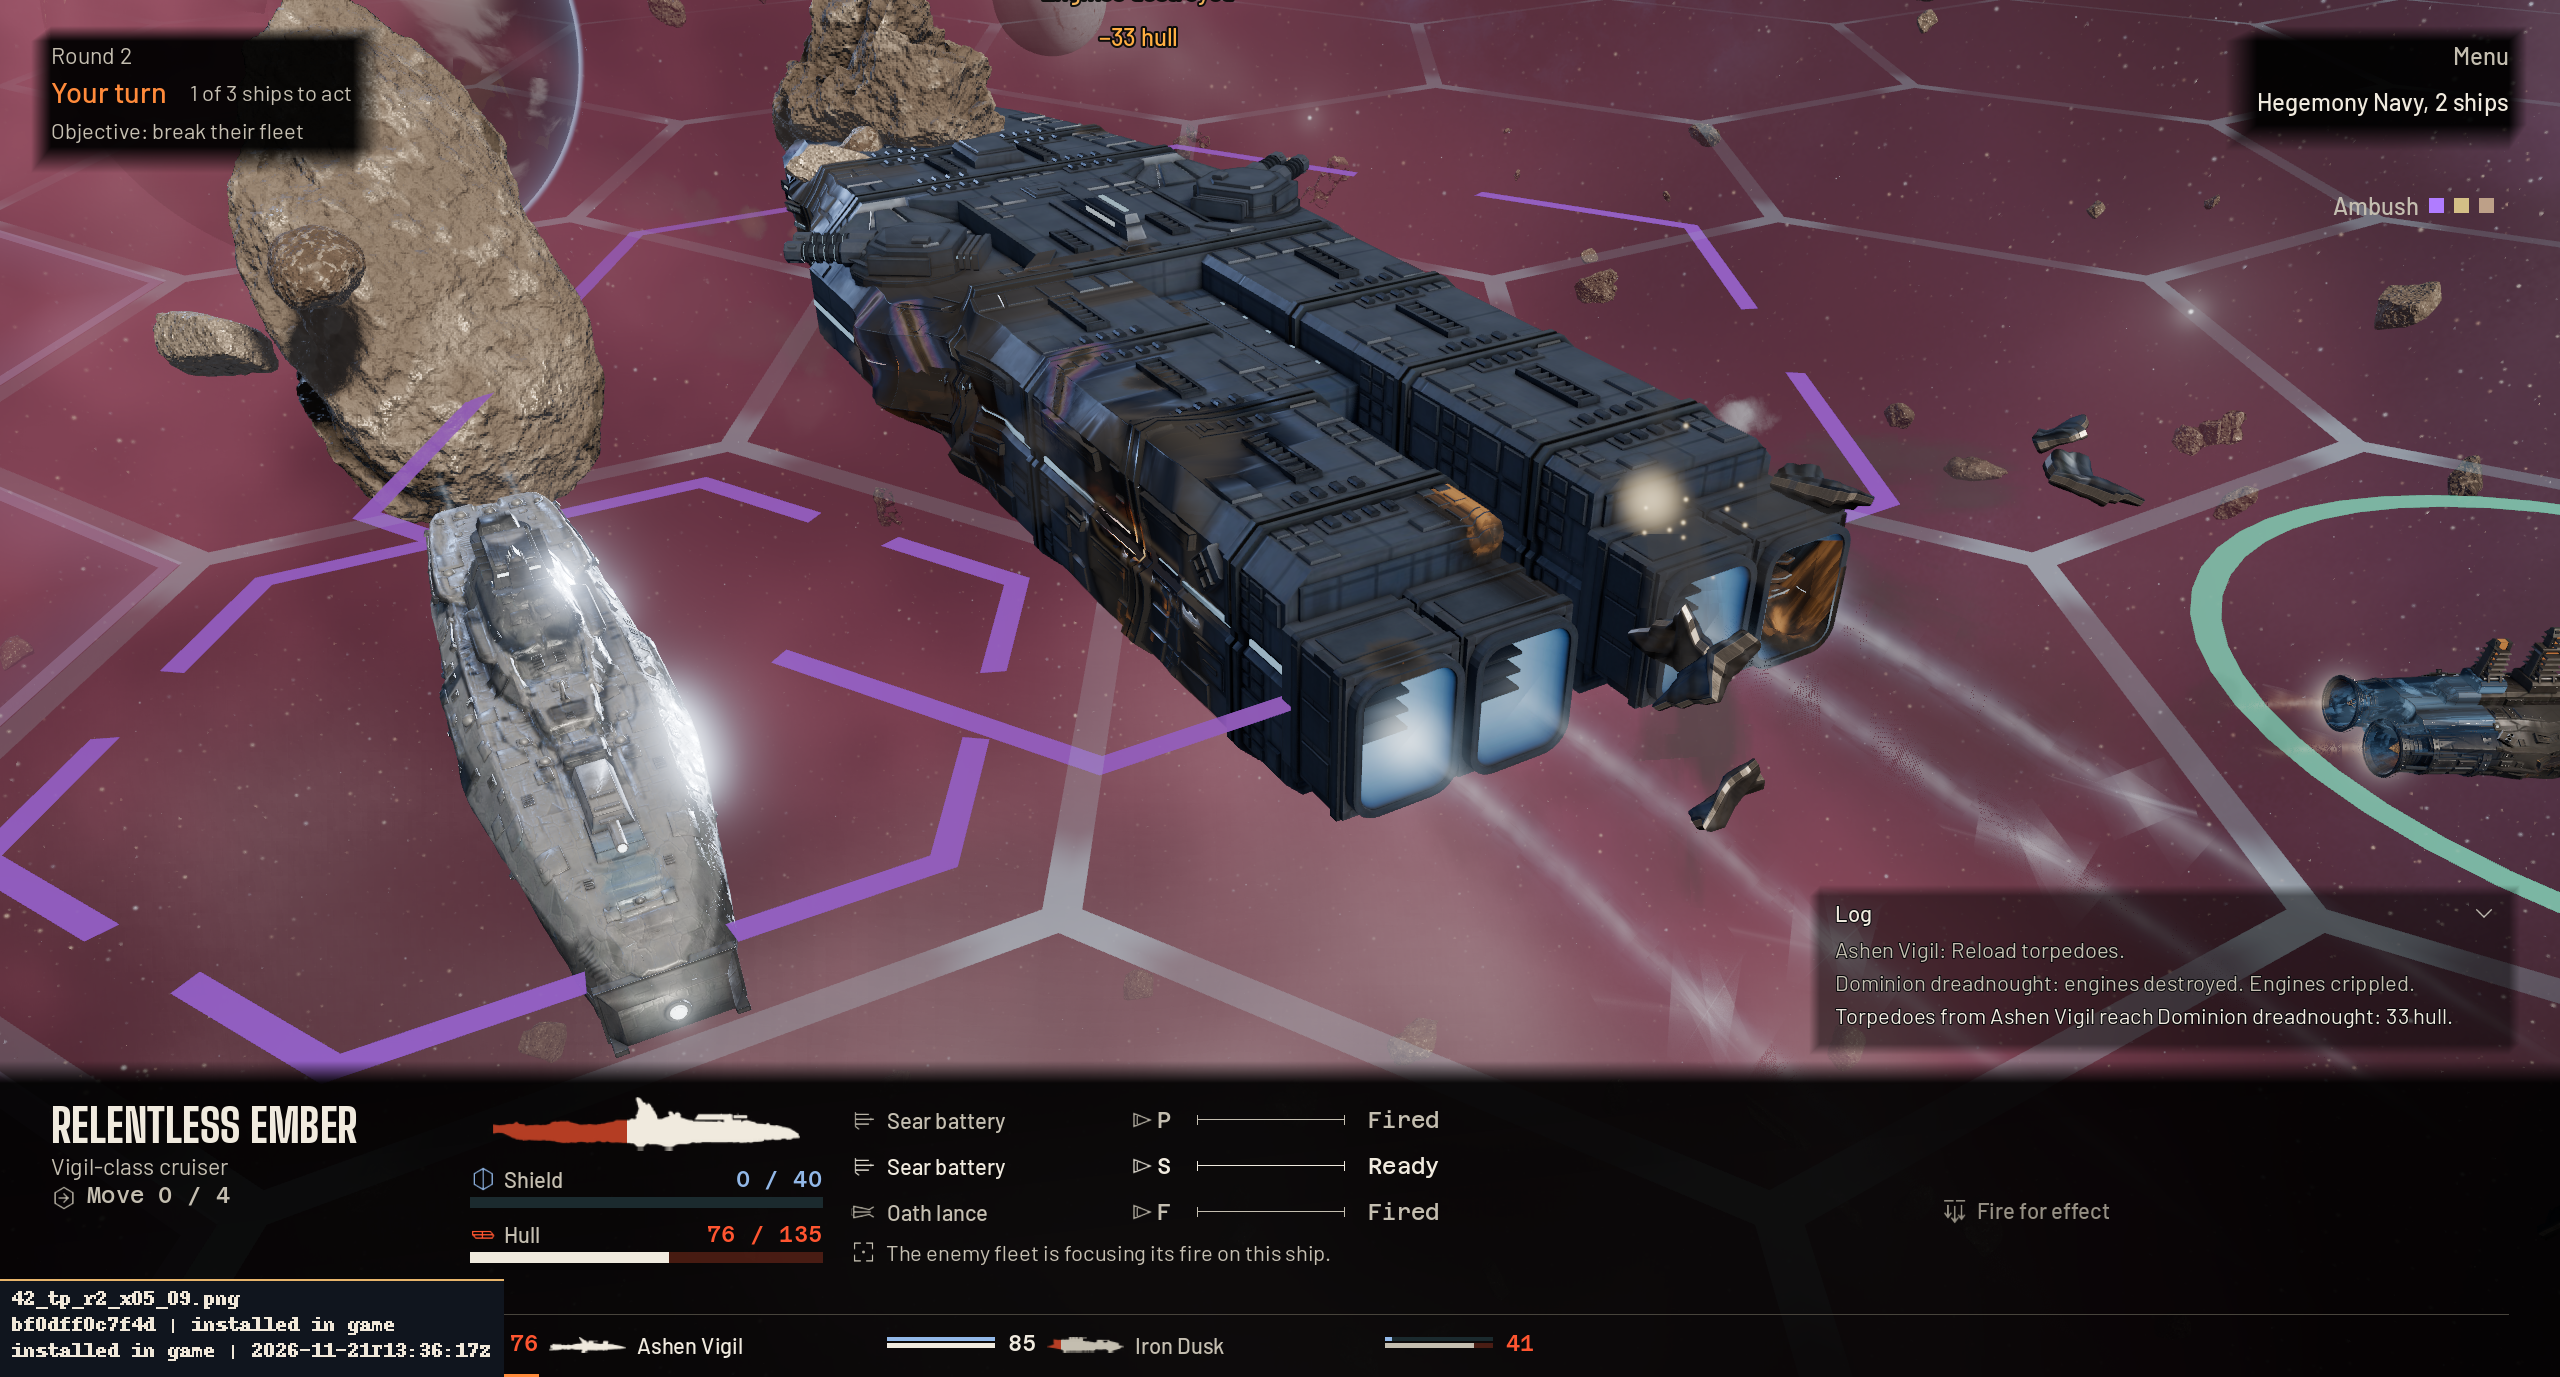 –33 hull
Round 2
Your turn 1 of 3 ships to act
Objective: break their fleet
Menu
Hegemony Navy, 2 ships
Ambush
Log
Ashen Vigil: Reload torpedoes.
Dominion dreadnought: engines destroyed. Engines crippled.
Torpedoes from Ashen Vigil reach Dominion dreadnought: 33 hull.
RELENTLESS EMBER
Vigil-class cruiser
Move 0 / 4
Shield 0 / 40
Hull 76 / 135
Sear battery P Fired
Sear battery S Ready
Oath lance F Fired
The enemy fleet is focusing its fire on this ship.
Fire for effect
42_tp_r2_x05_09.png
bf0dff0c7f4d | installed in game
installed in game | 2026-11-21T13:36:17Z
76 Ashen Vigil 85 Iron Dusk 41